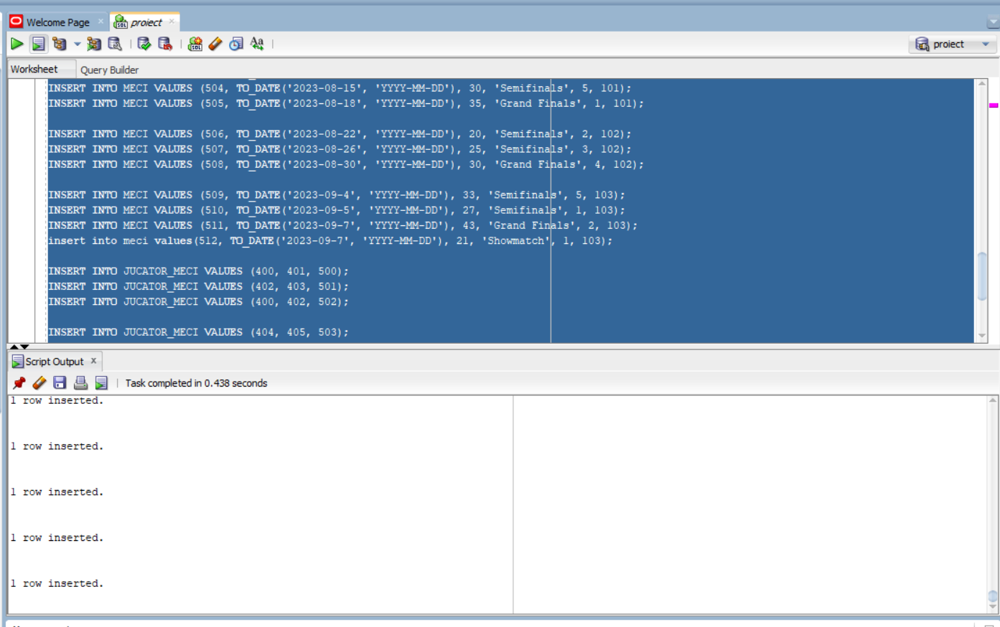 Welcome Page
proiect
proiect
Worksheet
Query Builder
INSERT INTO MECI VALUES (504, TO_DATE('2023-08-15', 'YYYY-MM-DD'), 30, 'Semifinals', 5, 101);
INSERT INTO MECI VALUES (505, TO_DATE('2023-08-18', 'YYYY-MM-DD'), 35, 'Grand Finals', 1, 101);
INSERT INTO MECI VALUES (506, TO_DATE('2023-08-22', 'YYYY-MM-DD'), 20, 'Semifinals', 2, 102);
INSERT INTO MECI VALUES (507, TO_DATE('2023-08-26', 'YYYY-MM-DD'), 25, 'Semifinals', 3, 102);
INSERT INTO MECI VALUES (508, TO_DATE('2023-08-30', 'YYYY-MM-DD'), 30, 'Grand Finals', 4, 102);
INSERT INTO MECI VALUES (509, TO_DATE('2023-09-4', 'YYYY-MM-DD'), 33, 'Semifinals', 5, 103);
INSERT INTO MECI VALUES (510, TO_DATE('2023-09-5', 'YYYY-MM-DD'), 27, 'Semifinals', 1, 103);
INSERT INTO MECI VALUES (511, TO_DATE('2023-09-7', 'YYYY-MM-DD'), 43, 'Grand Finals', 2, 103);
insert into meci values(512, TO_DATE('2023-09-7', 'YYYY-MM-DD'), 21, 'Showmatch', 1, 103);
INSERT INTO JUCATOR_MECI VALUES (400, 401, 500);
INSERT INTO JUCATOR_MECI VALUES (402, 403, 501);
INSERT INTO JUCATOR_MECI VALUES (400, 402, 502);
INSERT INTO JUCATOR_MECI VALUES (404, 405, 503);
Script Output
Task completed in 0.438 seconds
1 row inserted.
1 row inserted.
1 row inserted.
1 row inserted.
1 row inserted.